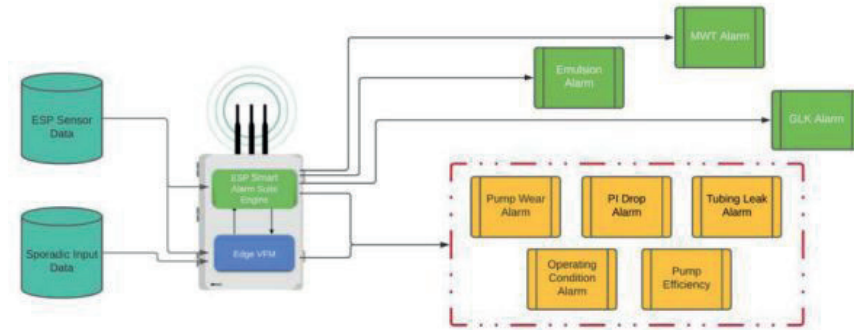 MWT Alarm
Emulsion
Alarm
ESP Sensor
Data
GLK Alarm
ESP Smart
Alarm Suite
Engine
Pump Wear
Alarm
PI Drop
Alarm
Tubing Leak
Alarm
Sporadic Input
Data
Edge VFM
Operating
Condition
Alarm
Pump
Efficiency